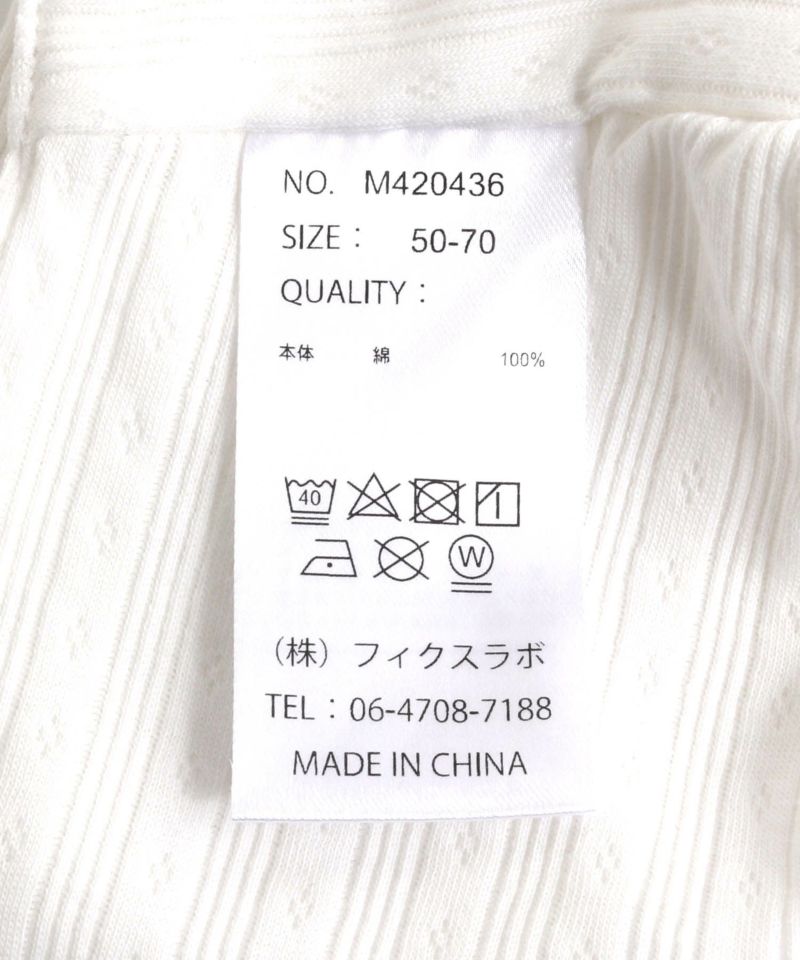 NO. M420436
SIZE： 50-70
QUALITY：
本体 綿 100%
40
W
（株）フィクスラボ
TEL：06-4708-7188
MADE IN CHINA